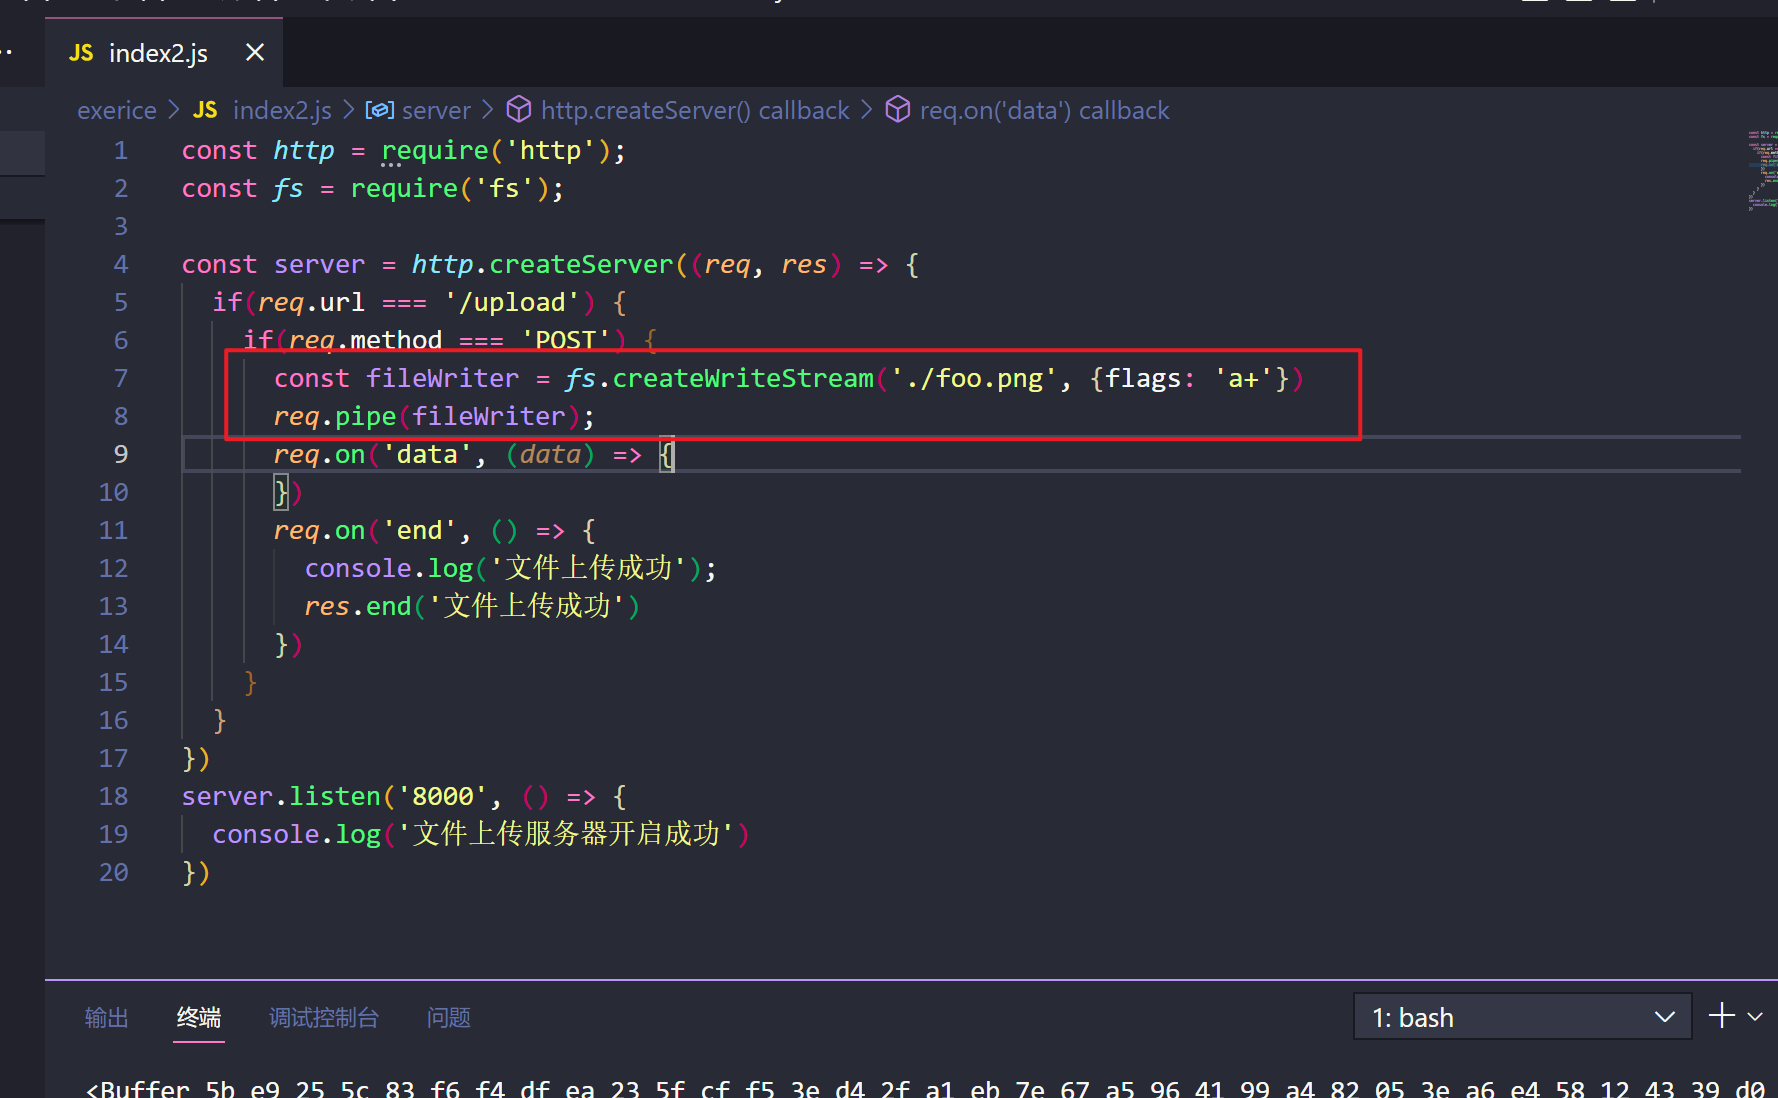 JS index2.js
exerice > JS index2.js > server > http.createServer() callback > req.on('data') callback
1 const http = require('http');
2 const fs = require('fs');
3
4 const server = http.createServer((req, res) => {
5 if(req.url === '/upload') {
6 if(req.method === 'POST') {
7 const fileWriter = fs.createWriteStream('./foo.png', {flags: 'a+'})
8 req.pipe(fileWriter);
9 req.on('data', (data) => {
10 })
11 req.on('end', () => {
12 console.log('文件上传成功');
13 res.end('文件上传成功')
14 })
15 }
16 }
17 })
18 server.listen('8000', () => {
19 console.log('文件上传服务器开启成功')
20 })
输出 终端 调试控制台 问题 1: bash
<Buffer 5b e9 25 5c 83 f6 f4 df ea 23 5f cf f5 3e d4 2f a1 eb 7e 67 a5 96 41 99 a4 82 05 3e a6 e4 58 12 43 39 d0